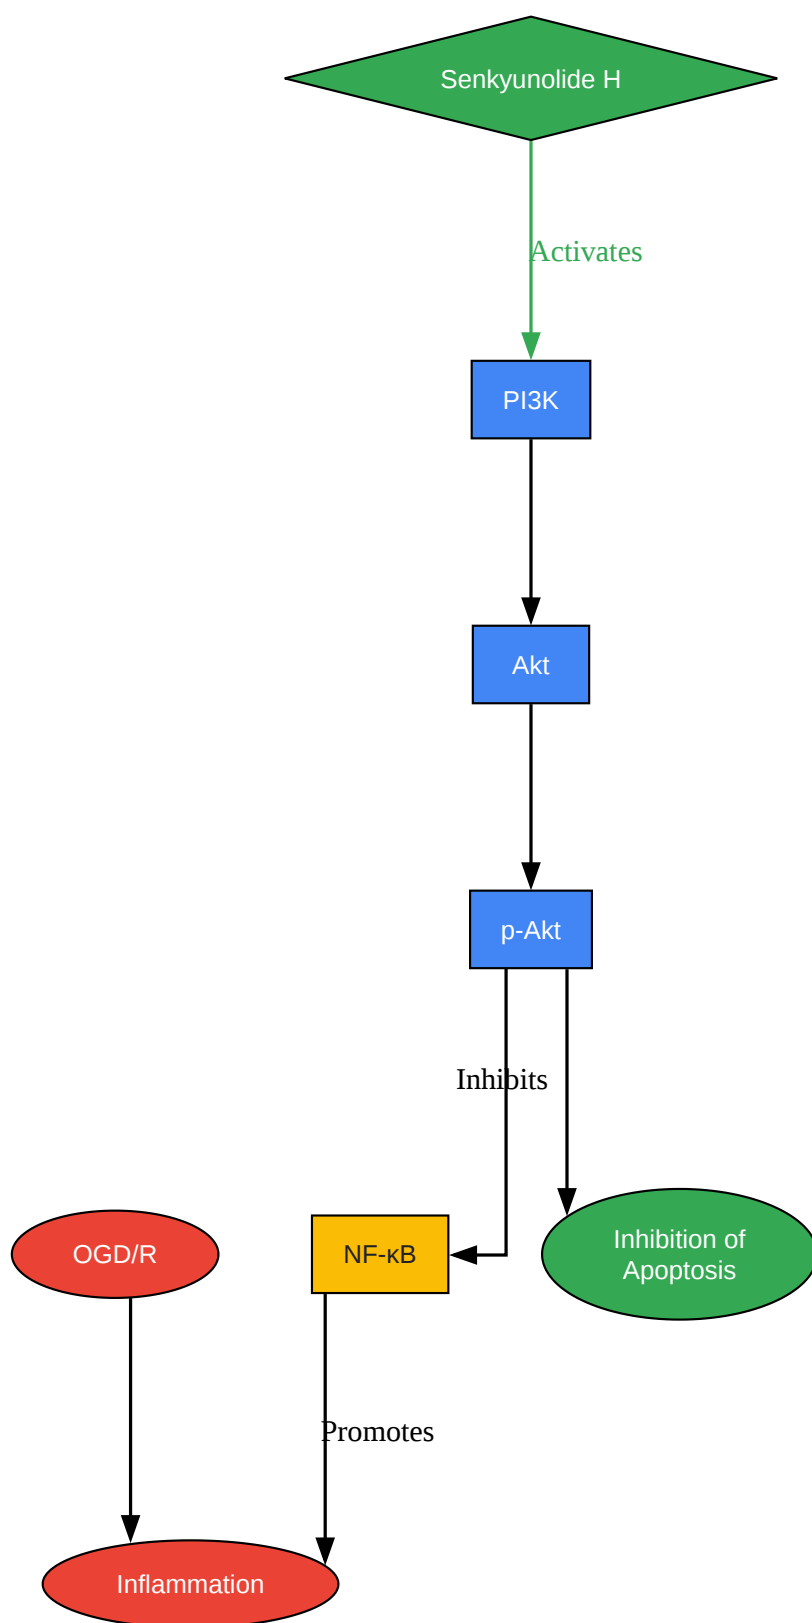 Senkyunolide H
Activates
PI3K
Akt
p-Akt
Inhibits
OGD/R
NF-κB
Inhibition of
Apoptosis
Promotes
Inflammation